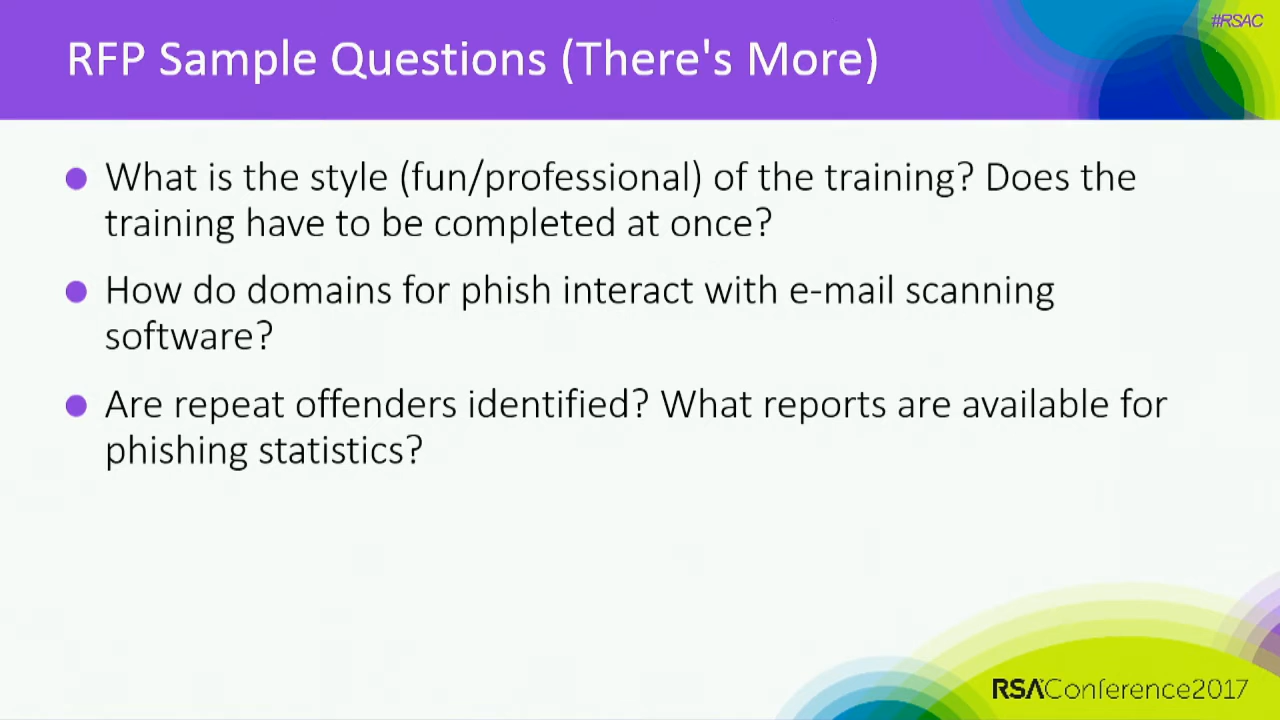 #RSAC
RFP Sample Questions (There's More)
What is the style (fun/professional) of the training? Does the
training have to be completed at once?
How do domains for phish interact with e-mail scanning
software?
Are repeat offenders identified? What reports are available for
phishing statistics?
RSAConference2017